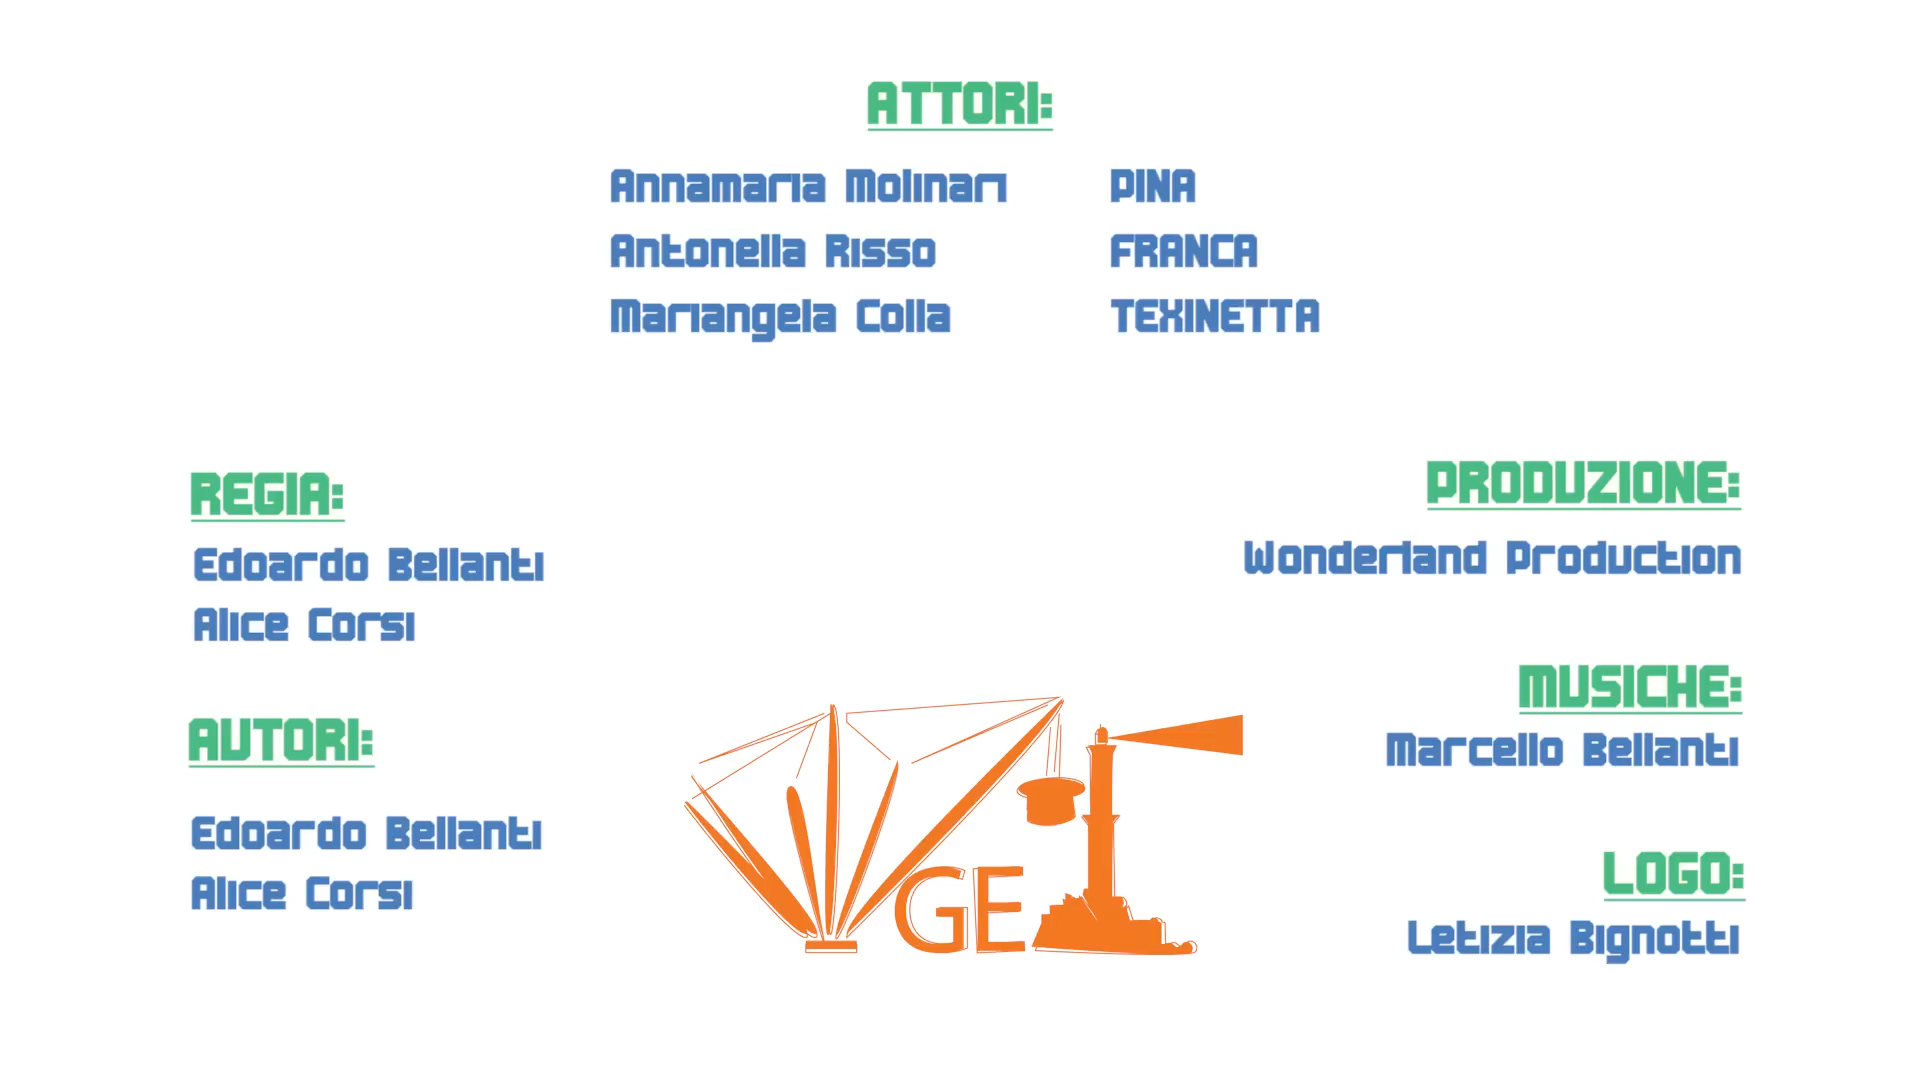 ATTORI:
Annamaria Molinari PINA
Antonella Risso FRANCA
Mariangela Colla TEXINETTA
REGIA:
Edoardo Bellanti
Alice Corsi
AUTORI:
Edoardo Bellanti
Alice Corsi
PRODUZIONE:
Wonderland Production
MUSICHE:
Marcello Bellanti
LOGO:
Letizia Bignotti
GE